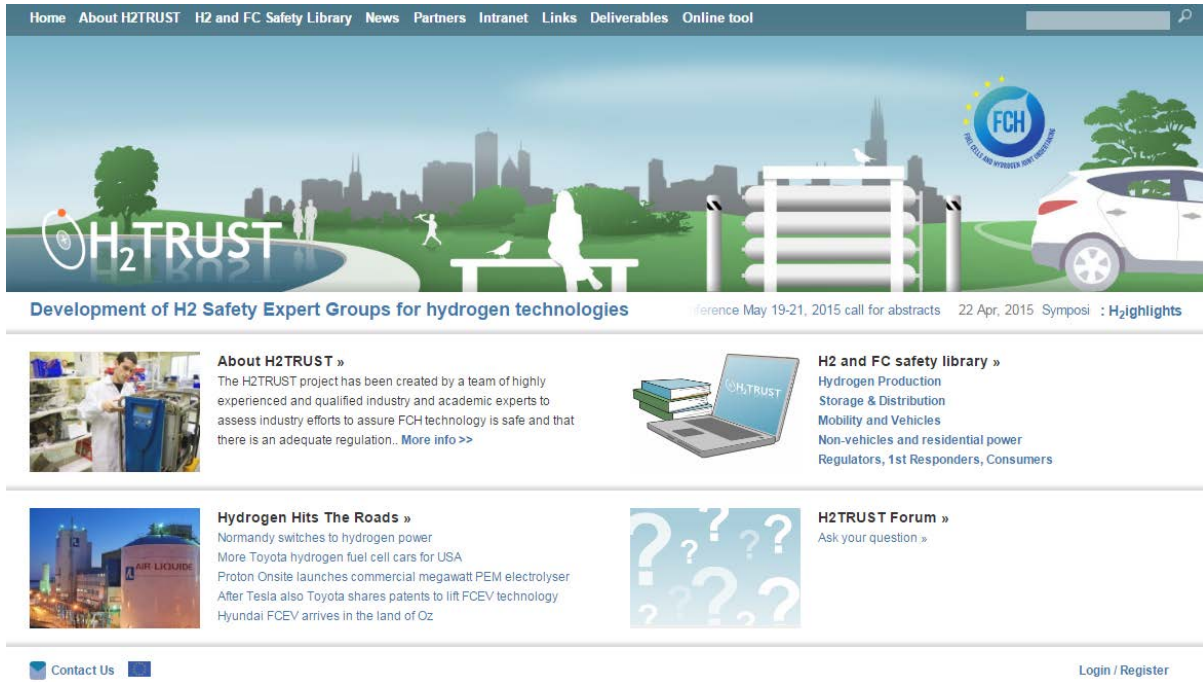 Home About H2TRUST H2 and FC Safety Library News Partners Intranet Links Deliverables Online tool
FCH
FUEL CELLS AND HYDROGEN JOINT UNDERTAKING
H2TRUST
Development of H2 Safety Expert Groups for hydrogen technologies
erence May 19-21, 2015 call for abstracts 22 Apr, 2015 Symposi : H2ighlights
About H2TRUST »
The H2TRUST project has been created by a team of highly
experienced and qualified industry and academic experts to
assess industry efforts to assure FCH technology is safe and that
there is an adequate regulation.. More info >>
H2TRUST
H2 and FC safety library »
Hydrogen Production
Storage & Distribution
Mobility and Vehicles
Non-vehicles and residential power
Regulators, 1st Responders, Consumers
AIR LIQUIDE
Hydrogen Hits The Roads »
Normandy switches to hydrogen power
More Toyota hydrogen fuel cell cars for USA
Proton Onsite launches commercial megawatt PEM electrolyser
After Tesla also Toyota shares patents to lift FCEV technology
Hyundai FCEV arrives in the land of Oz
? ? ? ? ? ? ? ? ?
H2TRUST Forum »
Ask your question »
Contact Us
Login / Register